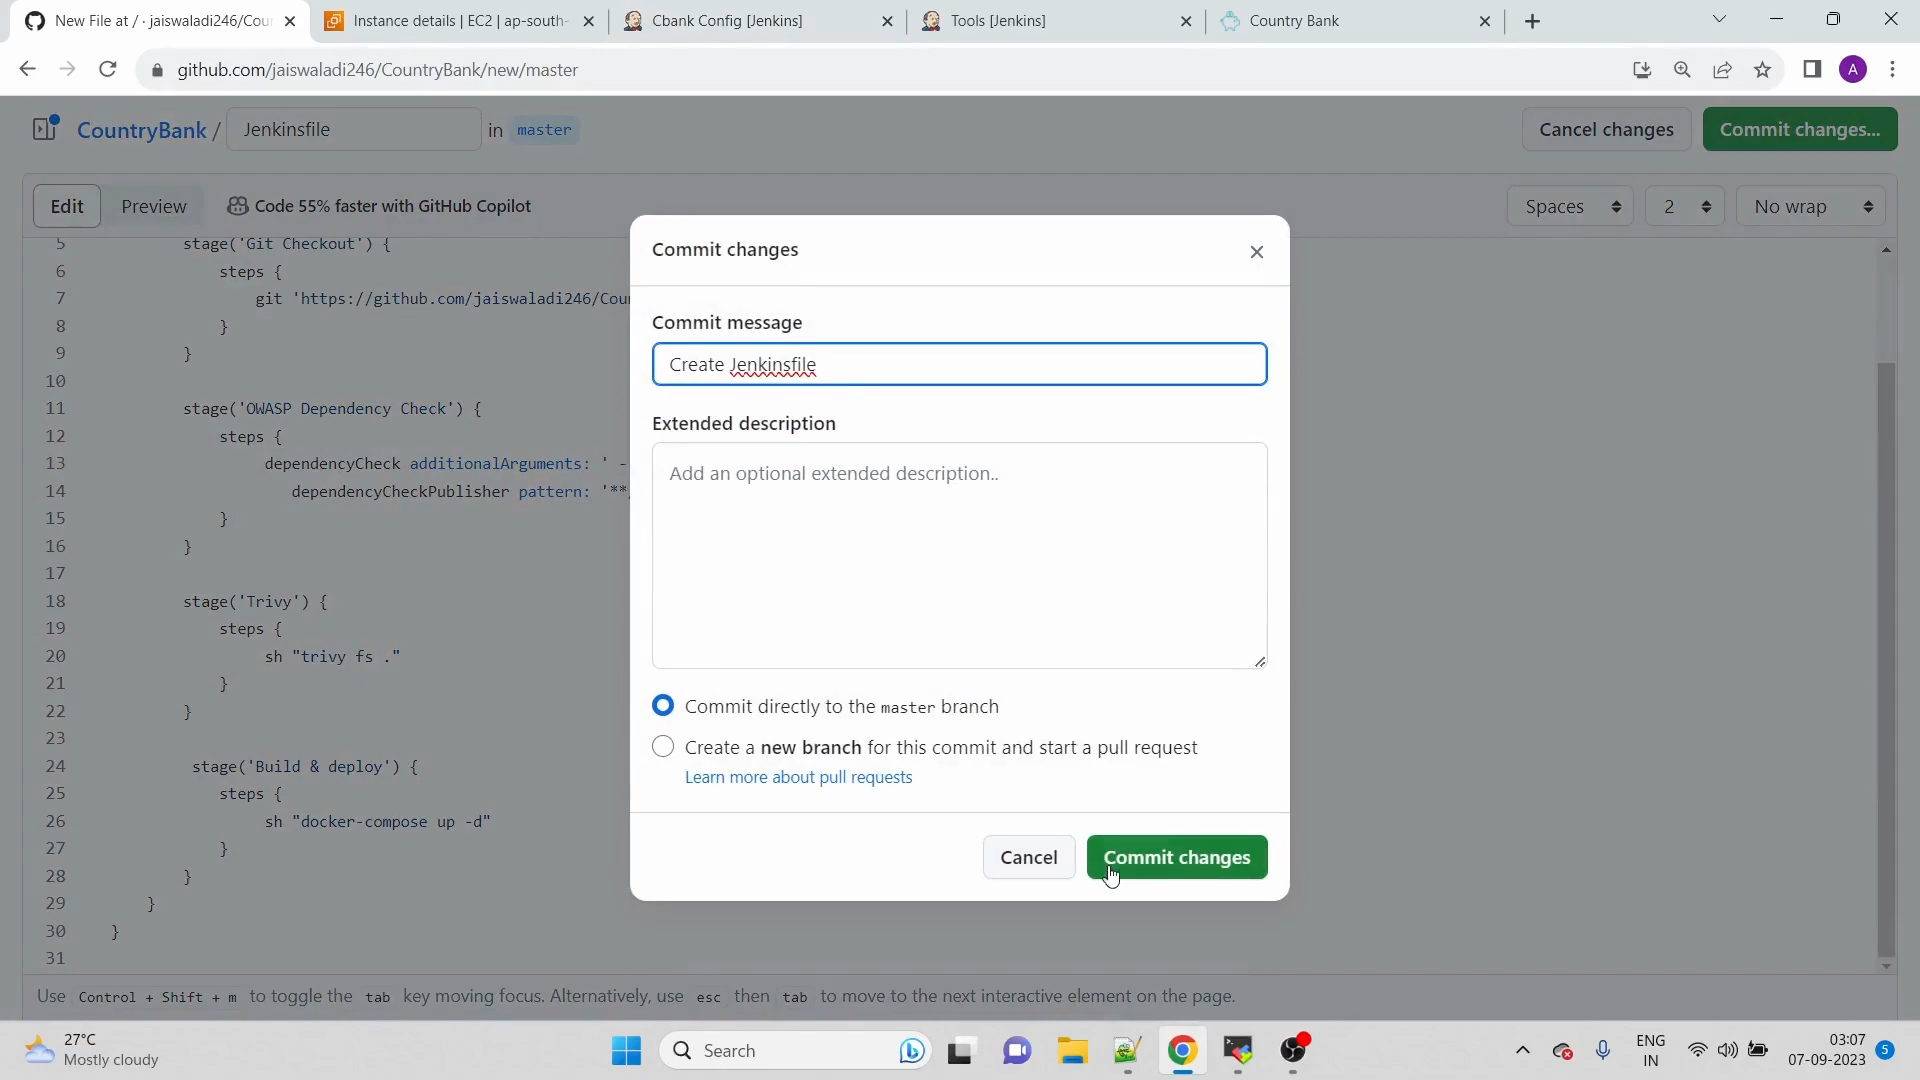 New File at / · jaiswaladi246/Cou
Instance details | EC2 | ap-south-
Cbank Config [Jenkins]
Tools [Jenkins]
Country Bank
github.com/jaiswaladi246/CountryBank/new/master
A
CountryBank / Jenkinsfile in master
Cancel changes
Commit changes...
Edit
Preview
Code 55% faster with GitHub Copilot
Spaces
2
No wrap
5 stage('Git Checkout') {
6 steps {
7 git 'https://github.com/jaiswaladi246/Cou
8 }
9 }
10
11 stage('OWASP Dependency Check') {
12 steps {
13 dependencyCheck additionalArguments: ' -
14 dependencyCheckPublisher pattern: '**
15 }
16 }
17
18 stage('Trivy') {
19 steps {
20 sh "trivy fs ."
21 }
22 }
23
24 stage('Build & deploy') {
25 steps {
26 sh "docker-compose up -d"
27 }
28 }
29 }
30 }
31
Commit changes
Commit message
Create Jenkinsfile
Extended description
Add an optional extended description..
Commit directly to the master branch
Create a new branch for this commit and start a pull request
Learn more about pull requests
Cancel
Commit changes
Use Control + Shift + m to toggle the tab key moving focus. Alternatively, use esc then tab to move to the next interactive element on the page.
27°C
Mostly cloudy
Search
ENG
IN
03:07
07-09-2023
5